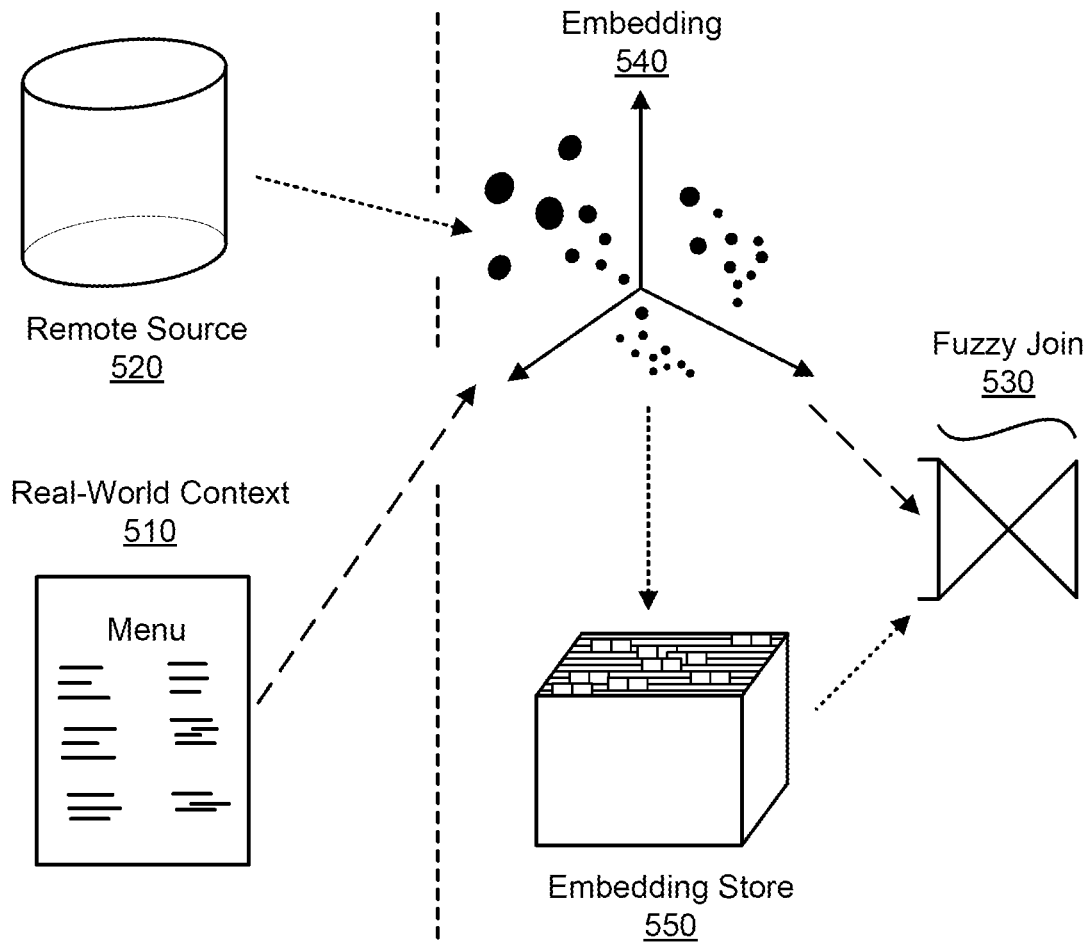 Embedding
540
Remote Source
520
Fuzzy Join
530
Real-World Context
510
Menu
Embedding Store
550